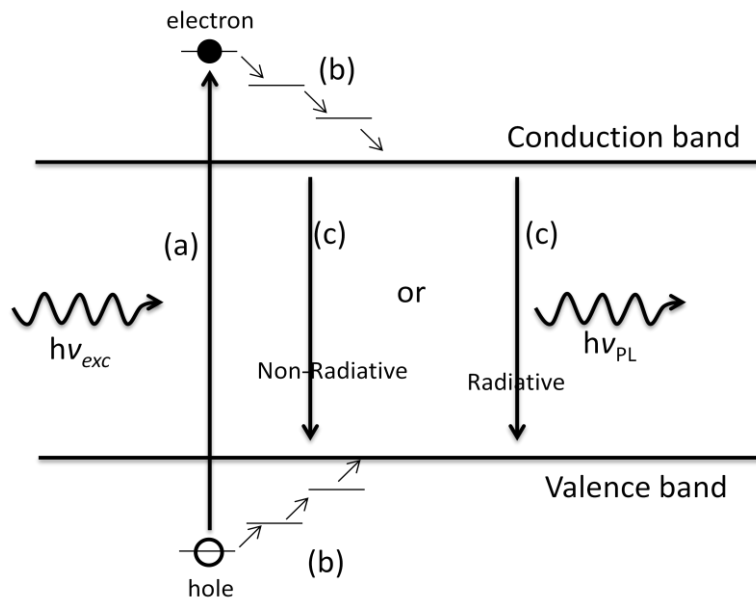 electron
(b)
Conduction band
(a)
(c)
(c)
or
hνexc
hνPL
Non-Radiative
Radiative
Valence band
(b)
hole